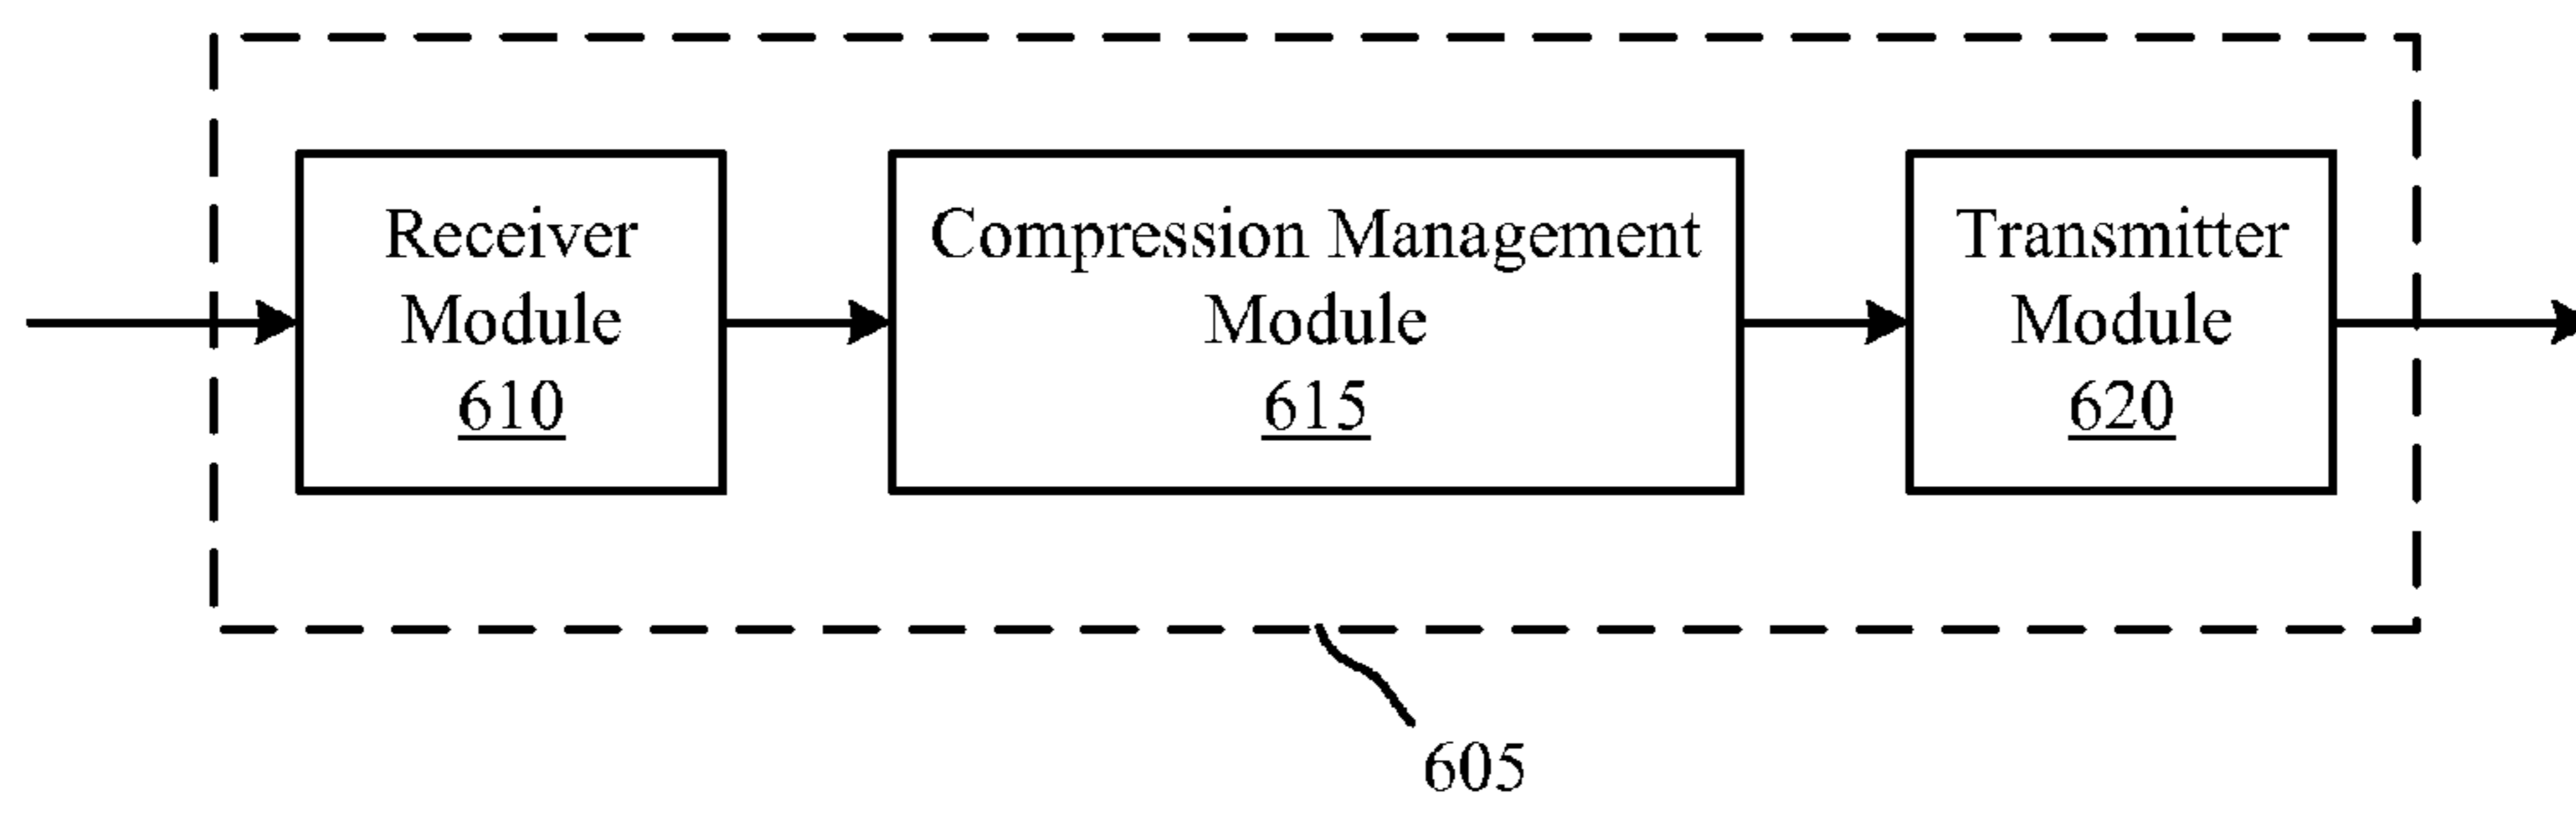 Receiver
Module
610
Compression Management
Module
615
Transmitter
Module
620
605